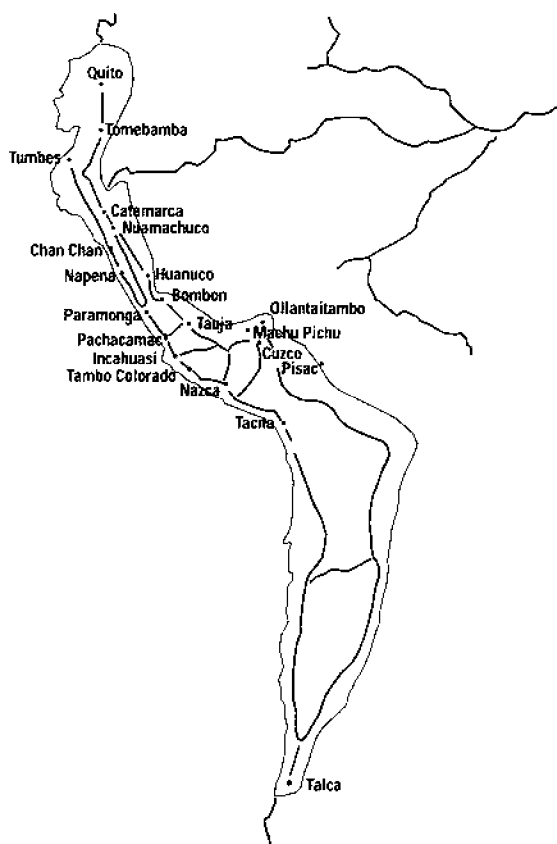 Quito
Tomebamba
Tumbes
Cafamarca
Nuamachuco
Chan Chan
Napena
Huanuco
Bombon
Paramonga
Tauja
Ollantaitambo
Machu Pichu
Pachacamac
Incahuasi
Cuzco
Tambo Colorado
Pisac
Nazca
Tacna
Talca